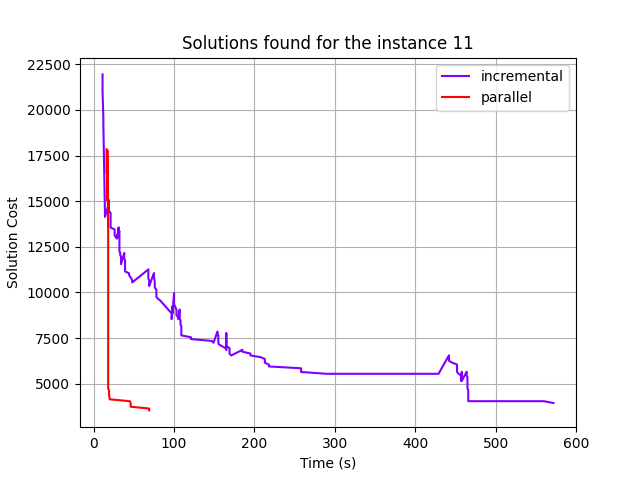 Solutions found for the instance 11
22500
20000
17500
15000
12500
10000
7500
5000
Solution Cost
incremental
parallel
0 100 200 300 400 500 600
Time (s)